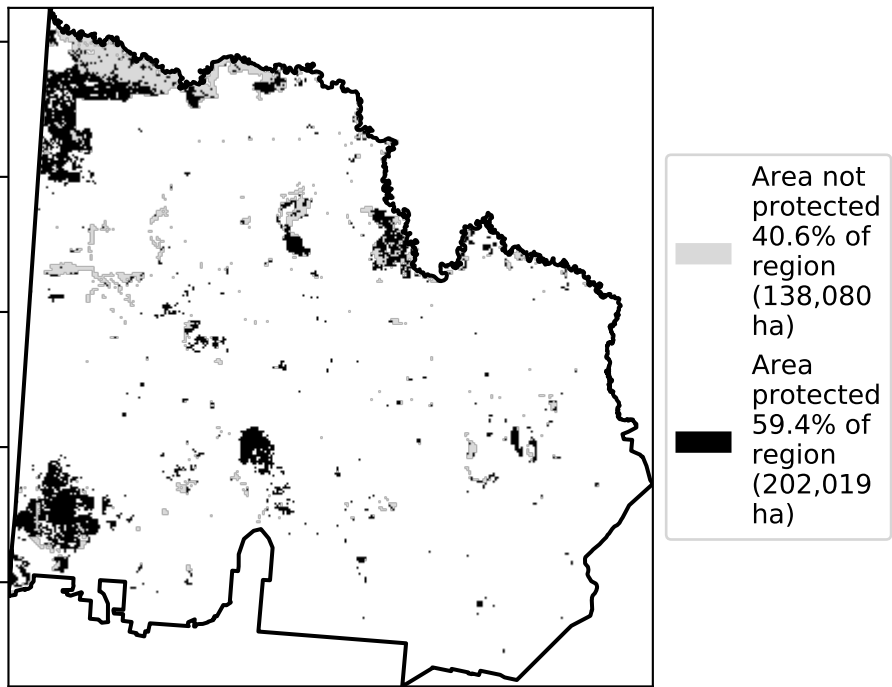 Area not
protected
40.6% of
region
(138,080
ha)
Area
protected
59.4% of
region
(202,019
ha)